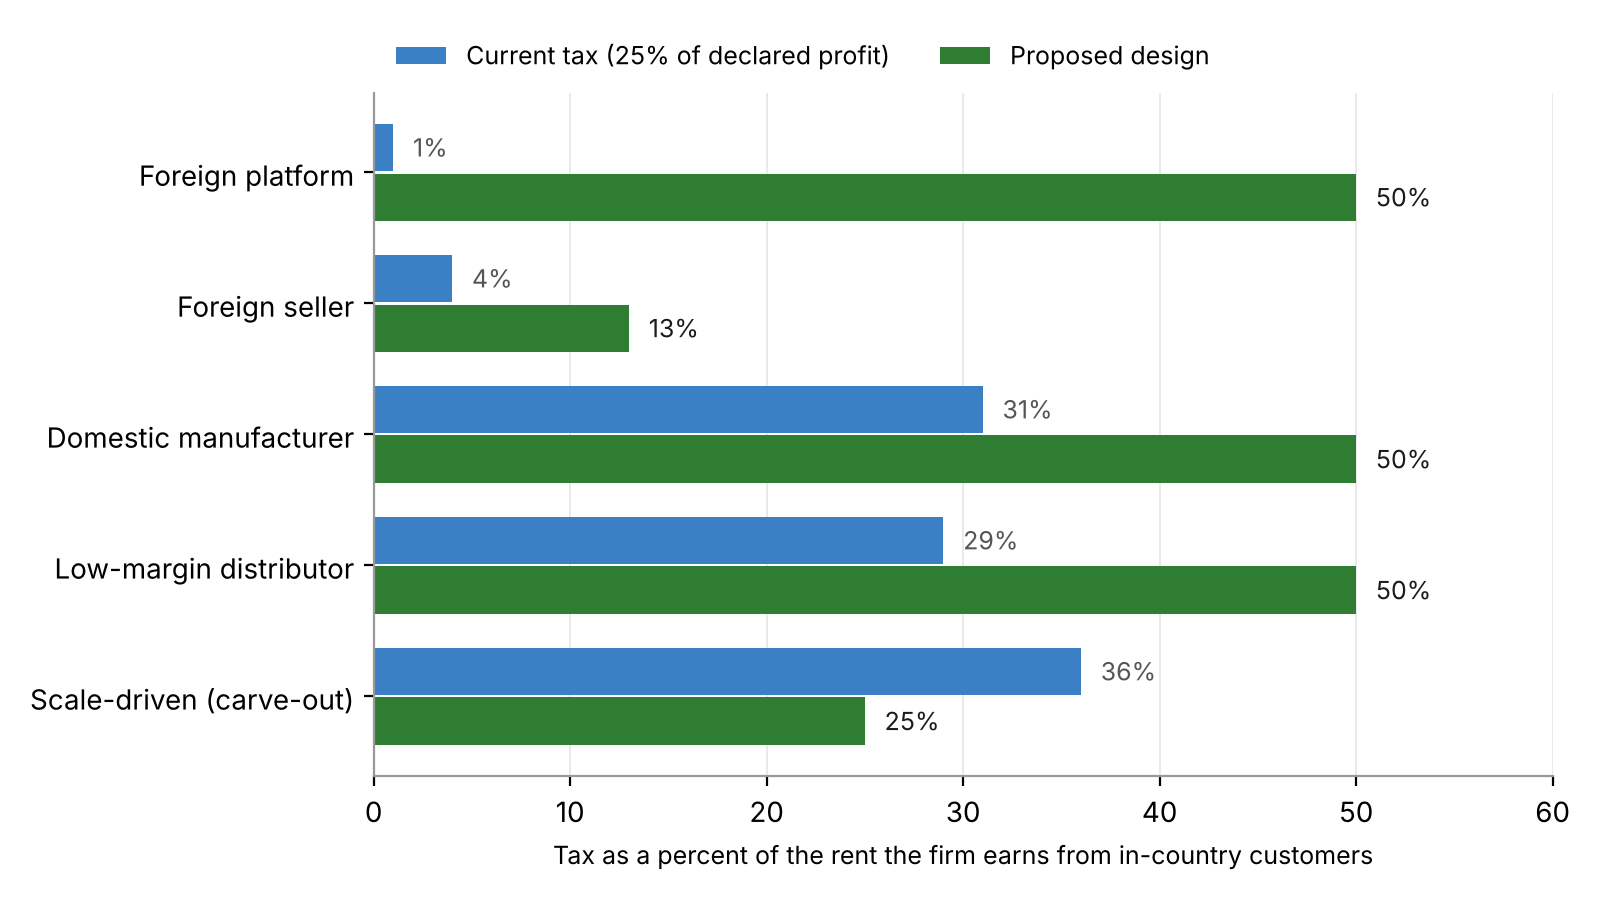 Current tax (25% of declared profit) Proposed design
1%
Foreign platform
50%
4%
Foreign seller
13%
31%
Domestic manufacturer
50%
29%
Low-margin distributor
50%
36%
Scale-driven (carve-out)
25%
0 10 20 30 40 50 60
Tax as a percent of the rent the firm earns from in-country customers